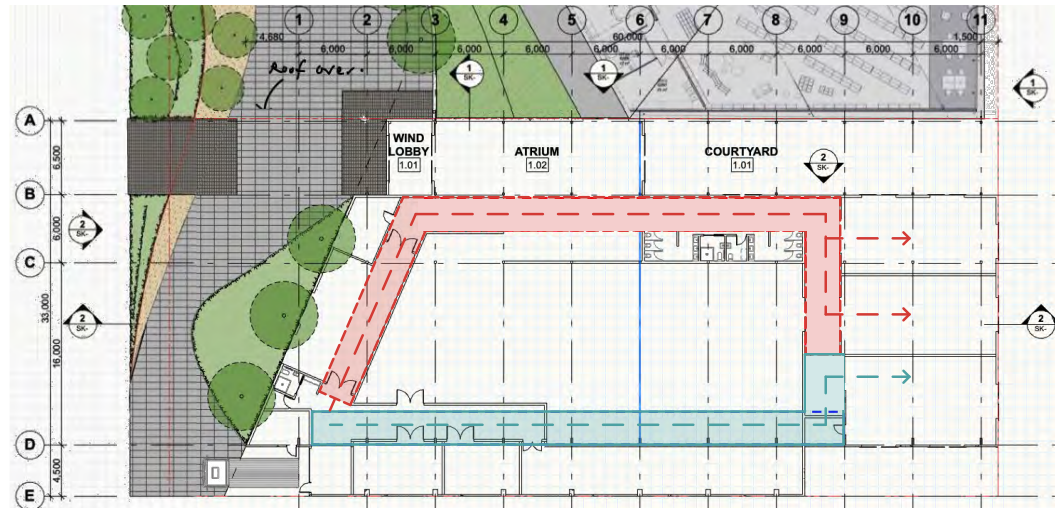 1 2 3 4 5 6 7 8 9 10 11
4,680 60,000 1,500
6,000 6,000 6,000 6,000 6,000 6,000 6,000 6,000 6,000 6,000
Roof over.
1
SK-
1
SK-
1
SK-
A
WIND
LOBBY
1.01
ATRIUM
1.02
COURTYARD
1.01
2
SK-
6,500
B
6,000
2
SK-
C
33,000
16,000
2
SK-
2
SK-
D
4,500
E